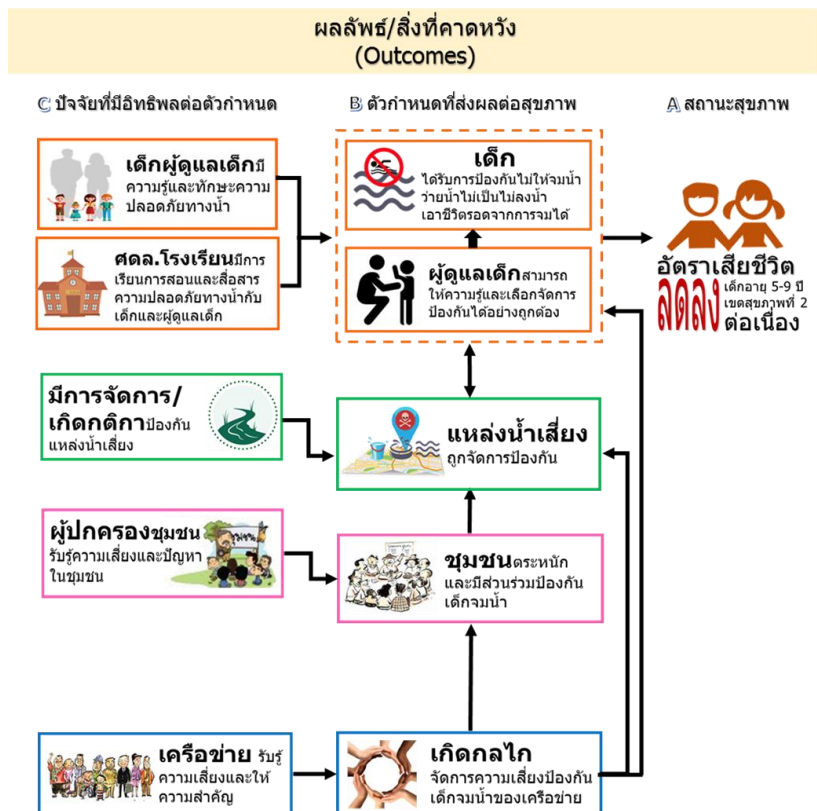 ผลลัพธ์/สิ่งที่คาดหวัง
(Outcomes)
C ปัจจัยที่มีอิทธิพลต่อตัวกำหนด
B ตัวกำหนดที่ส่งผลต่อสุขภาพ
A สถานะสุขภาพ
เด็กผู้ดูแลเด็กมี
ความรู้และทักษะความ
ปลอดภัยทางน้ำ
ศดล.โรงเรียนมีการ
เรียนการสอนและสื่อสาร
ความปลอดภัยทางน้ำกับ
เด็กและผู้ดูแลเด็ก
เด็ก
ได้รับการป้องกันไม่ให้จมน้ำ
ว่ายน้ำไม่เป็นไม่ลงน้ำ
เอาชีวิตรอดจากการจมได้
ผู้ดูแลเด็กสามารถ
ให้ความรู้และเลือกจัดการ
ป้องกันได้อย่างถูกต้อง
อัตราเสียชีวิต
ลดลง เด็กอายุ 5-9 ปี
เขตสุขภาพที่ 2
ต่อเนื่อง
มีการจัดการ/
เกิดกติกาป้องกัน
แหล่งน้ำเสี่ยง
แหล่งน้ำเสี่ยง
ถูกจัดการป้องกัน
ผู้ปกครองชุมชน
รับรู้ความเสี่ยงและปัญหา
ในชุมชน
ชุมชน
ชุมชนตระหนัก
และมีส่วนร่วมป้องกัน
เด็กจมน้ำ
เครือข่าย รับรู้
ความเสี่ยงและให้
ความสำคัญ
เกิดกลไก
จัดการความเสี่ยงป้องกัน
เด็กจมน้ำของเครือข่าย